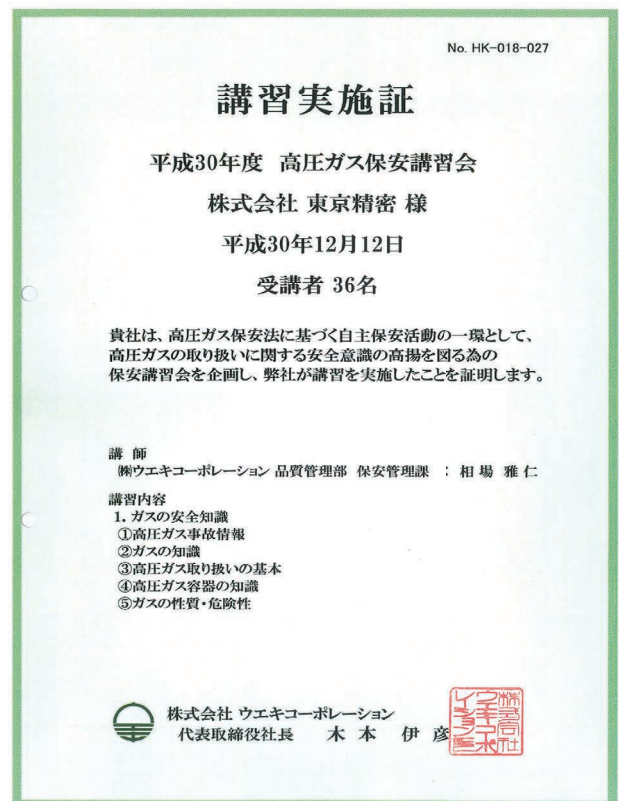 No. HK-018-027
講習実施証
平成30年度 高圧ガス保安講習会
株式会社 東京精密 様
平成30年12月12日
受講者 36名
貴社は、高圧ガス保安法に基づく自主保安活動の一環として、
高圧ガスの取り扱いに関する安全意識の高揚を図る為の
保安講習会を企画し、弊社が講習を実施したことを証明します。
講 師
㈱ウエキコーポレーション 品質管理部 保安管理課 : 相 場 雅 仁
講習内容
1. ガスの安全知識
①高圧ガス事故情報
②ガスの知識
③高圧ガス取り扱いの基本
④高圧ガス容器の知識
⑤ガスの性質・危険性
株式会社 ウエキコーポレーション
代表取締役社長 木 本 伊 彦